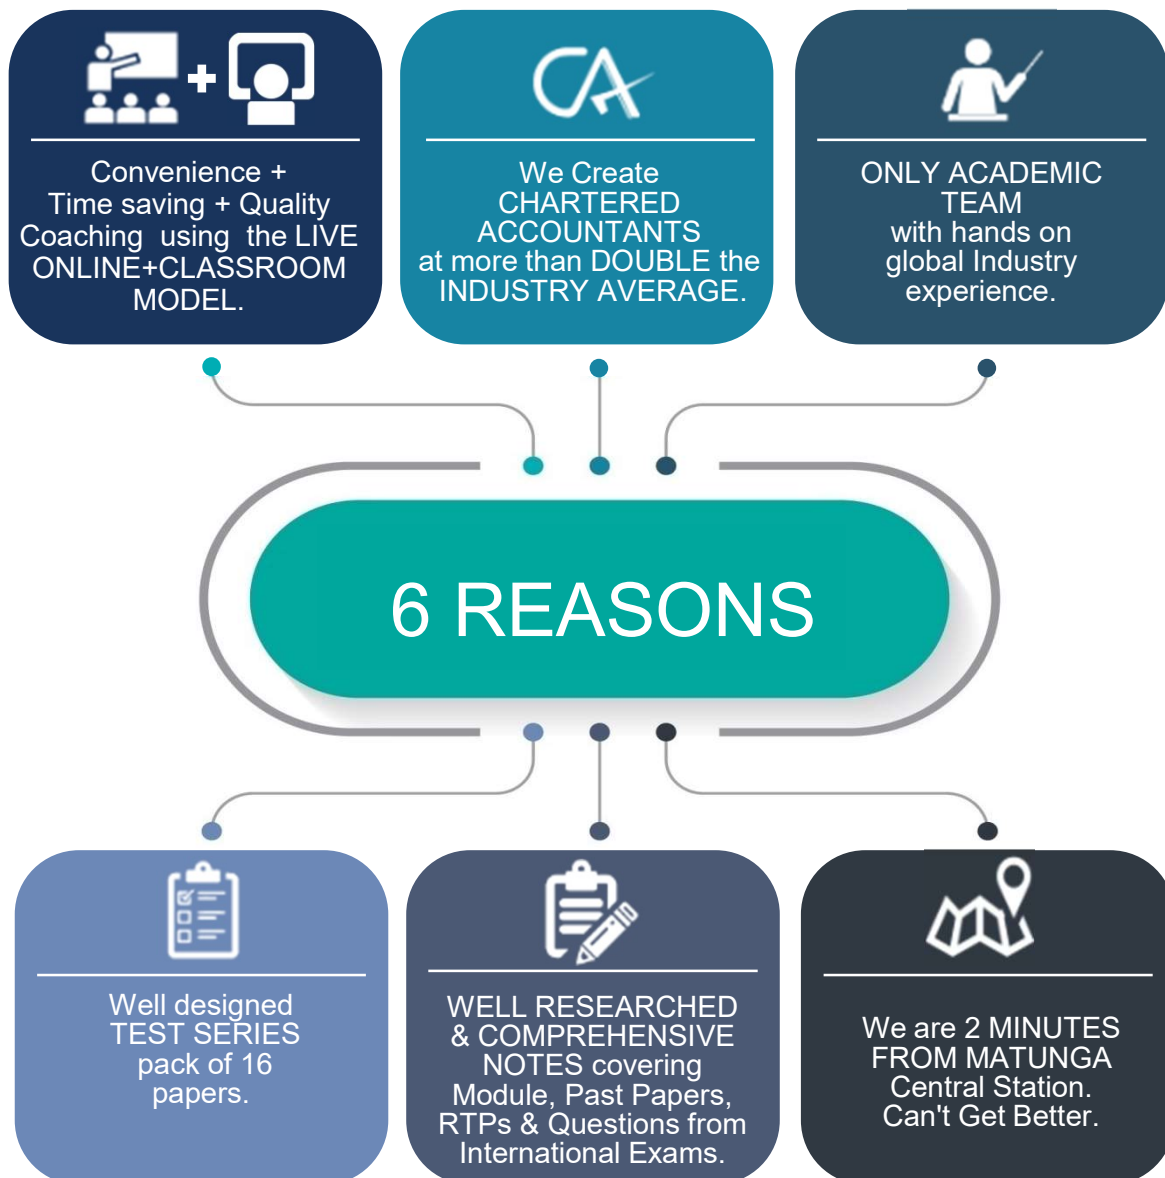 Convenience +
Time saving + Quality
Coaching using the LIVE
ONLINE+CLASSROOM
MODEL.
CA
We Create
CHARTERED
ACCOUNTANTS
at more than DOUBLE the
INDUSTRY AVERAGE.
ONLY ACADEMIC
TEAM
with hands on
global Industry
experience.
6 REASONS
Well designed
TEST SERIES
pack of 16
papers.
WELL RESEARCHED
& COMPREHENSIVE
NOTES covering
Module, Past Papers,
RTPs & Questions from
International Exams.
We are 2 MINUTES
FROM MATUNGA
Central Station.
Can't Get Better.